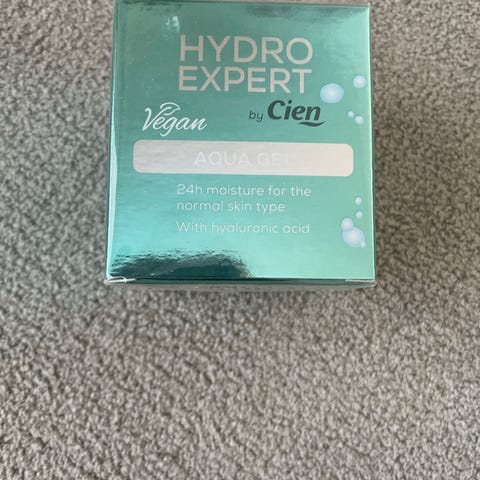 HYDRO
EXPERT
by Cien
Vegan
AQUA GEL
24h moisture for the
normal skin type
With hyaluronic acid